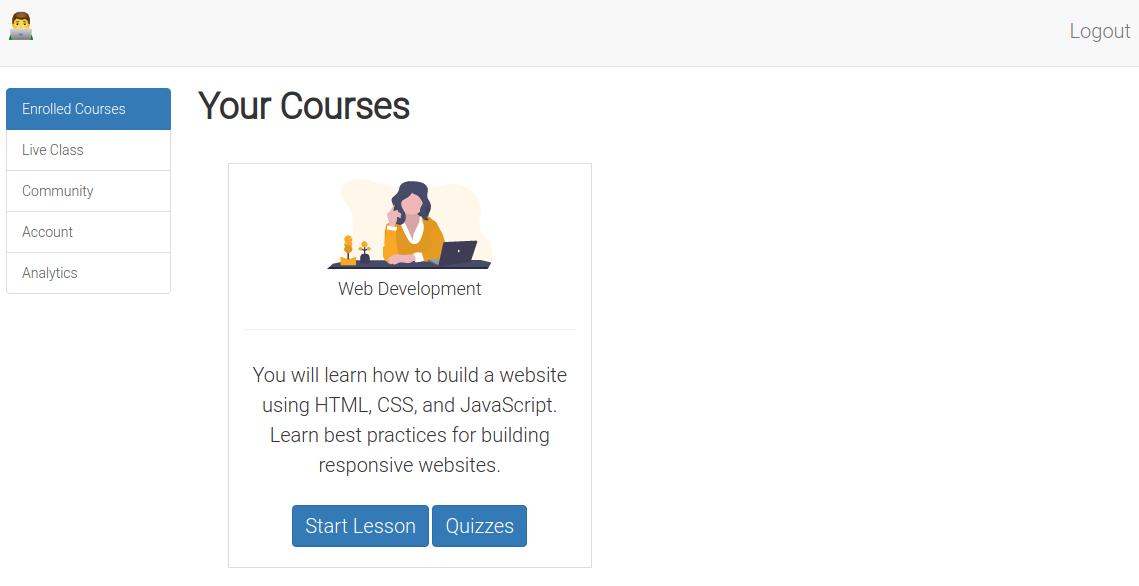 Logout
Enrolled Courses
Live Class
Community
Account
Analytics
Your Courses
Web Development
You will learn how to build a website
using HTML, CSS, and JavaScript.
Learn best practices for building
responsive websites.
Start Lesson Quizzes